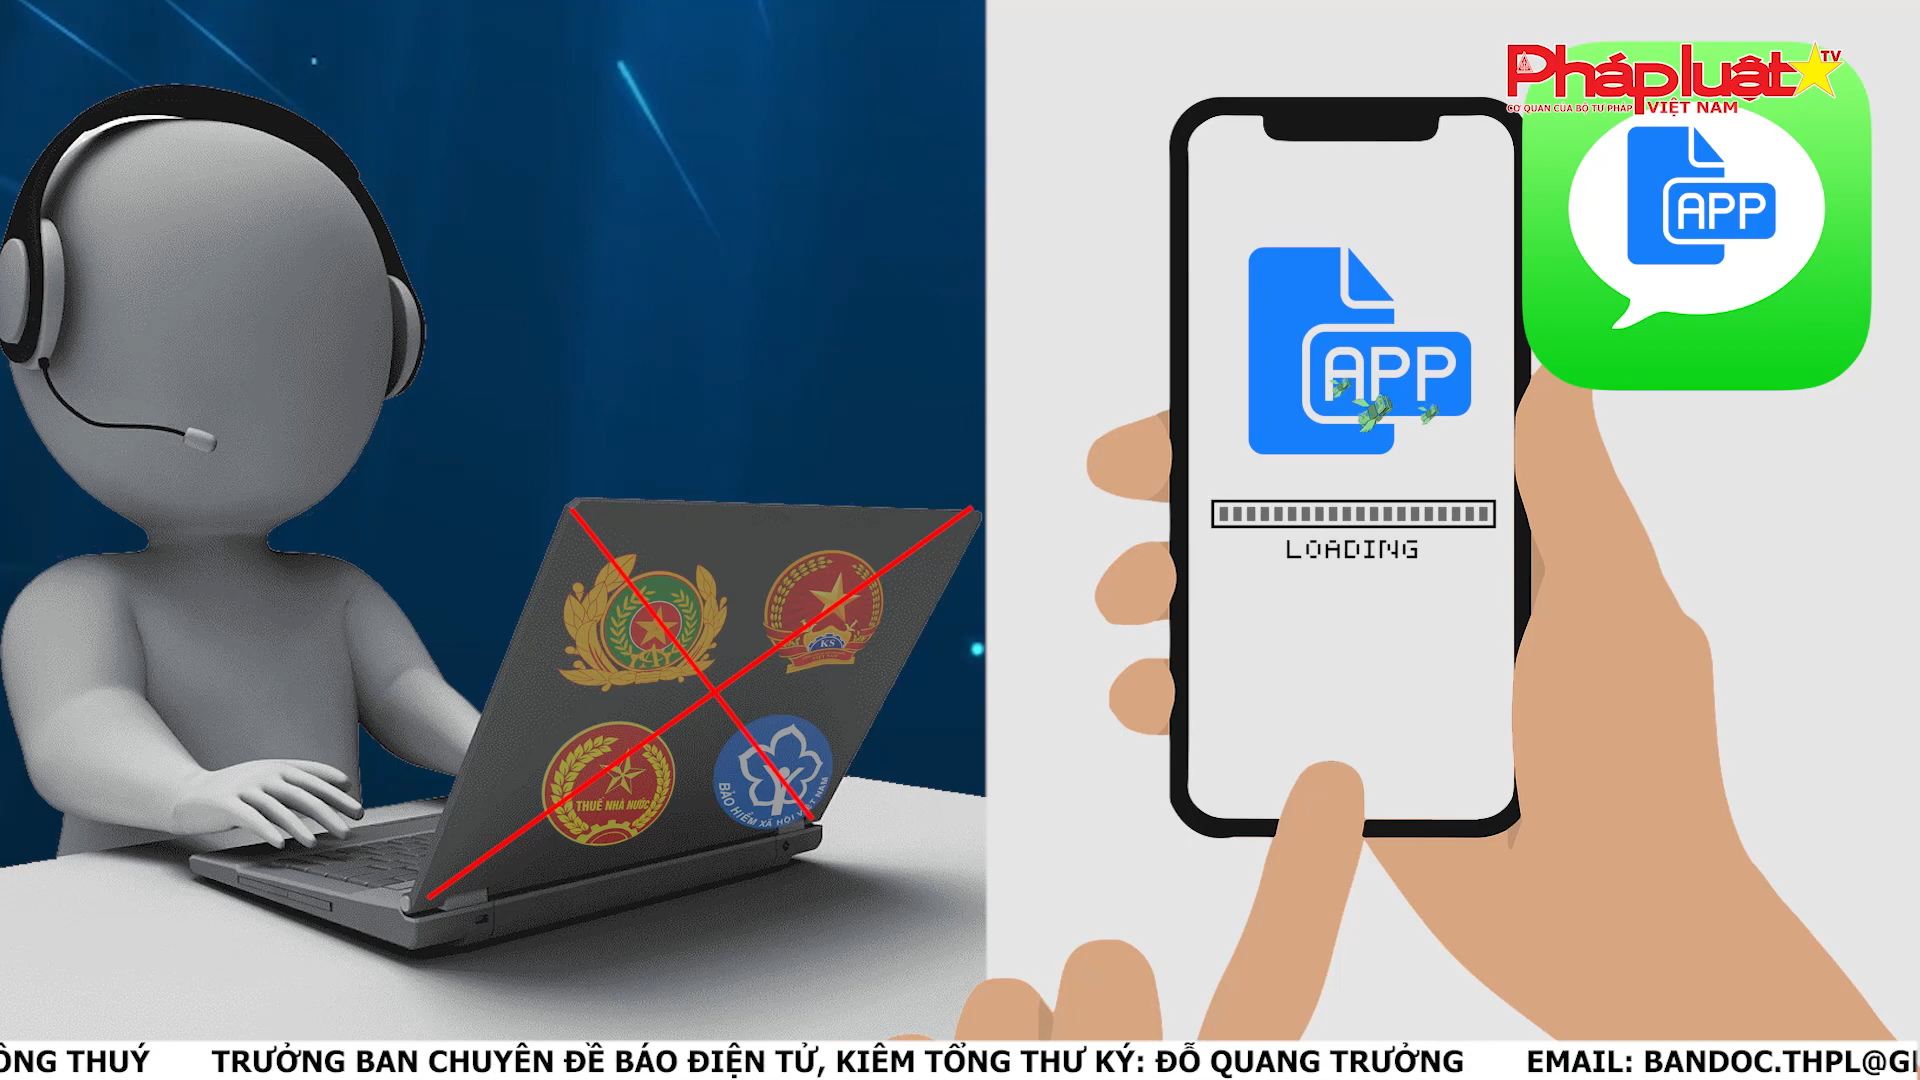 Phápluật TV
CƠ QUAN CỦA BỘ TƯ PHÁP VIỆT NAM
APP
APP
LOADING
KS
THUẾ NHÀ NƯỚC
BẢO HIỂM XÃ HỘI VIỆT NAM
ÔNG THUÝ TRƯỞNG BAN CHUYÊN ĐỀ BÁO ĐIỆN TỬ, KIÊM TỔNG THƯ KÝ: ĐỖ QUANG TRƯỞNG EMAIL: BANDOC.THPL@G